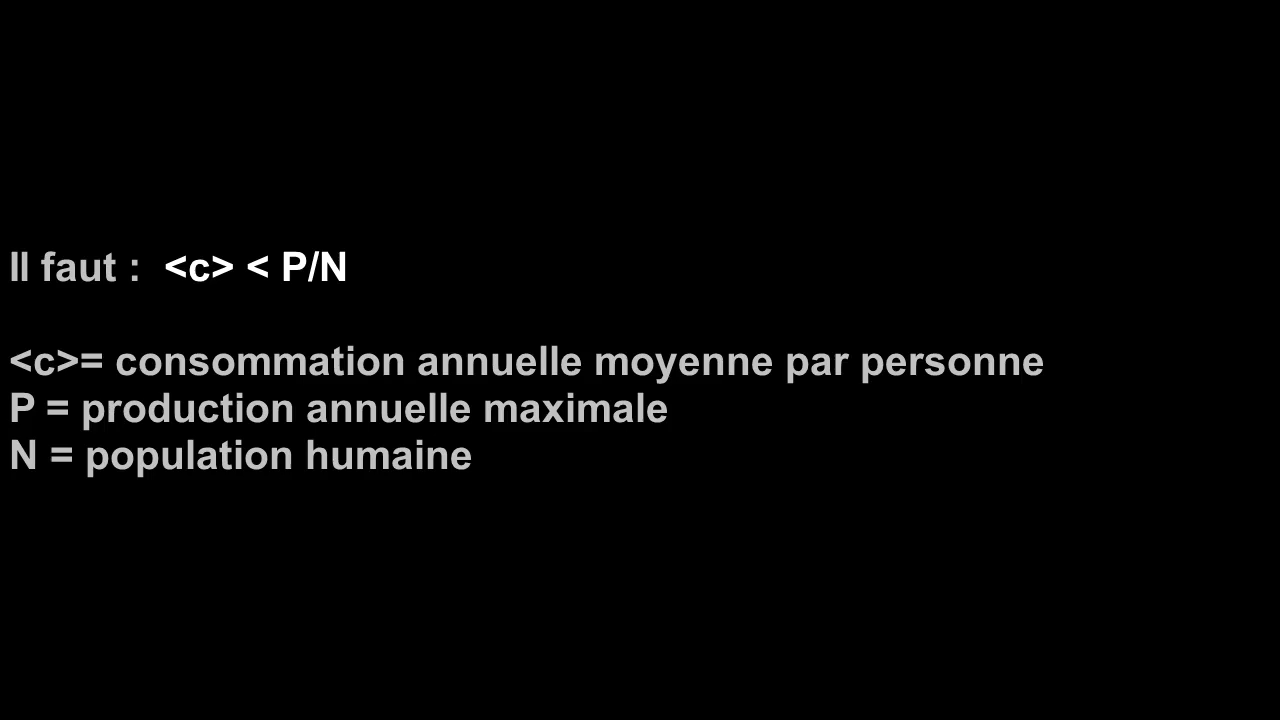 Il faut :  <c> < P/N
<c>= consommation annuelle moyenne par personne
P = production annuelle maximale
N = population humaine